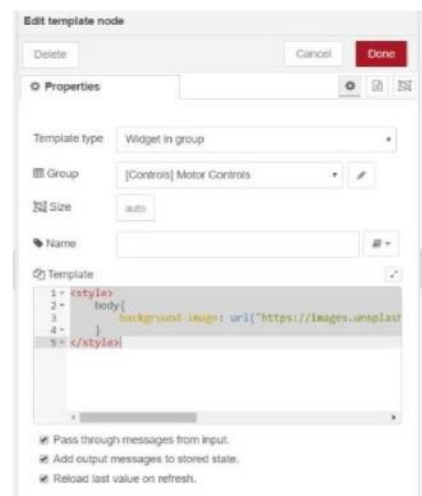 Edit template node
Delete Cancel Done
Properties
Template type Widget in group
Group [Controls] Motor Controls
Size auto
Name
Template
1 <style>
2 body{
3 background-image: url("https://images.unsplash
4 }
5 </style>
Pass through messages from input.
Add output messages to stored state.
Reload last value on refresh.